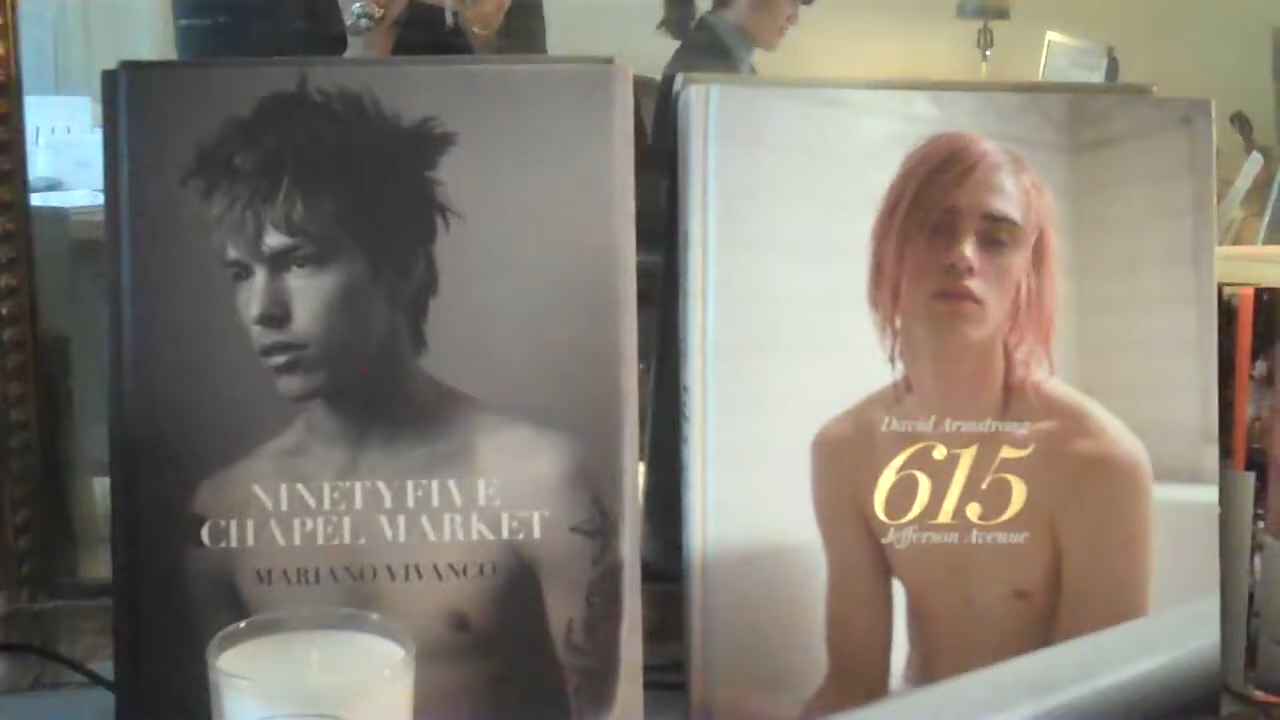 NINETYFIVE
CHAPEL MARKET
MARIANO VIVANCO
David Armstrong
615
Jefferson Avenue